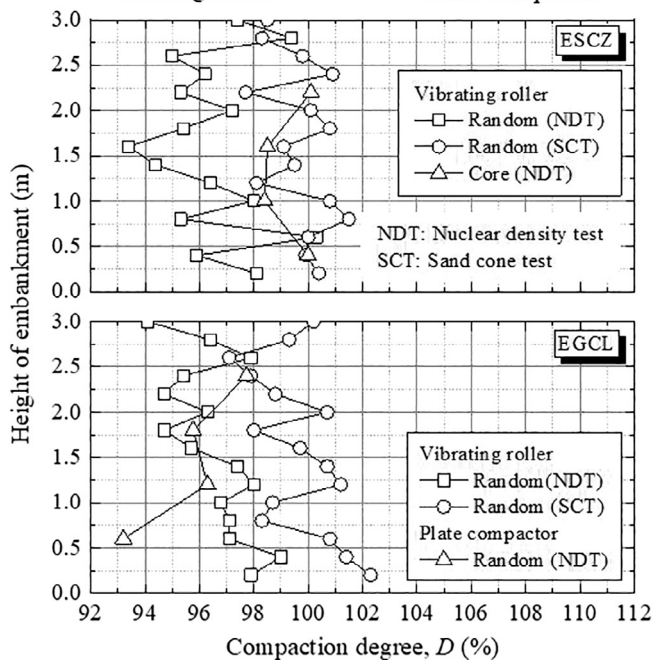 3.0
ESCZ
2.5
Vibrating roller
2.0
Random (NDT)
Random (SCT)
1.5
Core (NDT)
1.0
NDT: Nuclear density test
0.5
SCT: Sand cone test
0.0
Height of embankment (m)
3.0
EGCL
2.5
2.0
Vibrating roller
1.5
Random(NDT)
Random (SCT)
1.0
Plate compactor
0.5
Random (NDT)
0.0
92 94 96 98 100 102 104 106 108 110 112
Compaction degree, D (%)